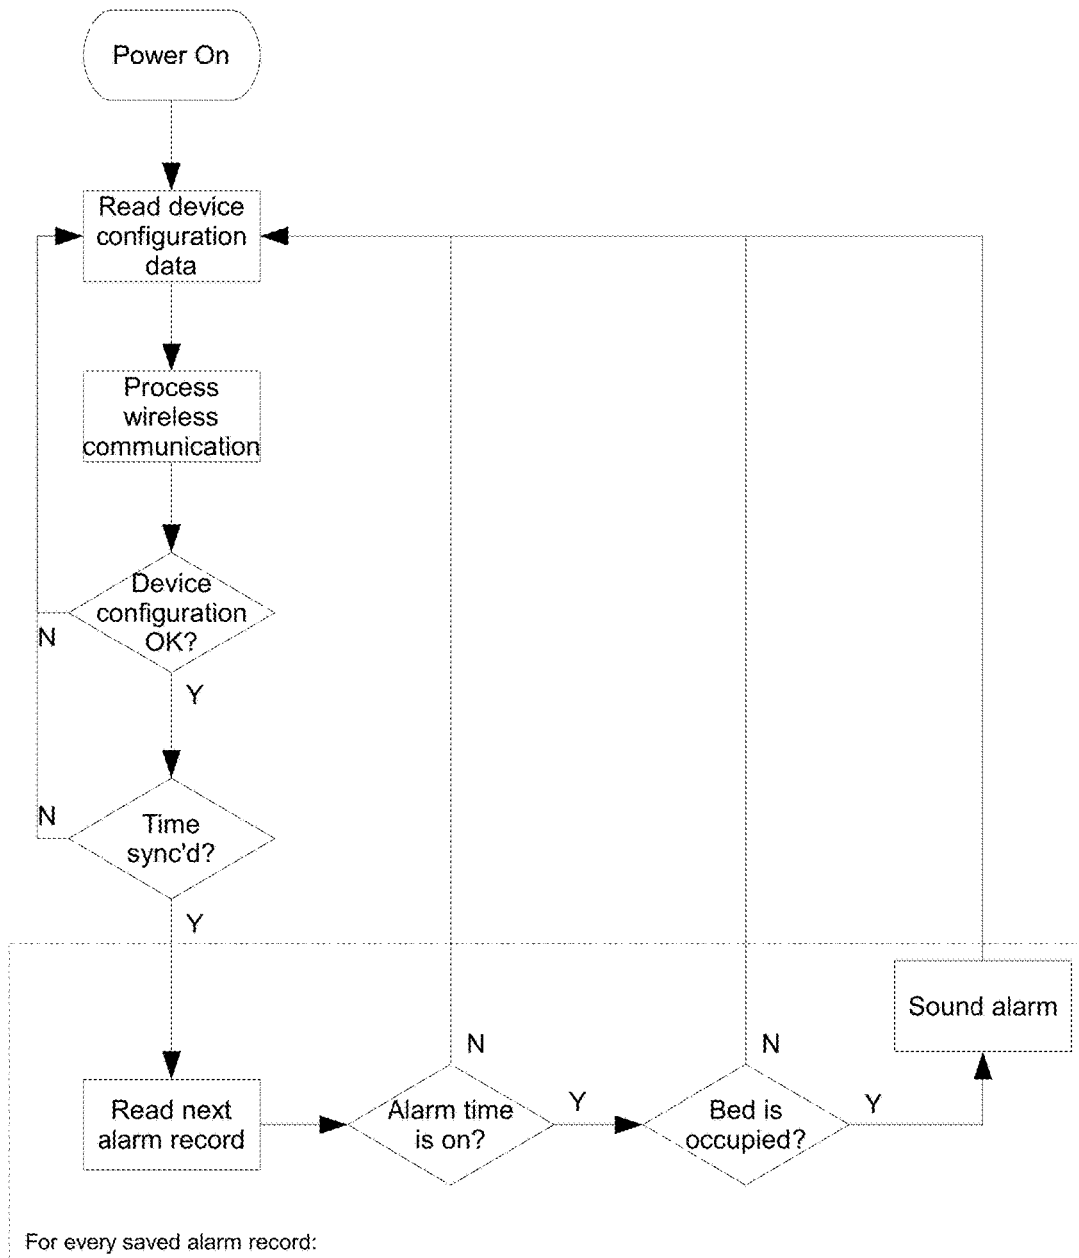 Power On
Read device
configuration
data
Process
wireless
communication
Device
configuration
OK?
N
Y
N
Time
sync'd?
Y
Sound alarm
N
N
Read next
alarm record
Alarm time
is on?
Y
Bed is
occupied?
Y
For every saved alarm record: